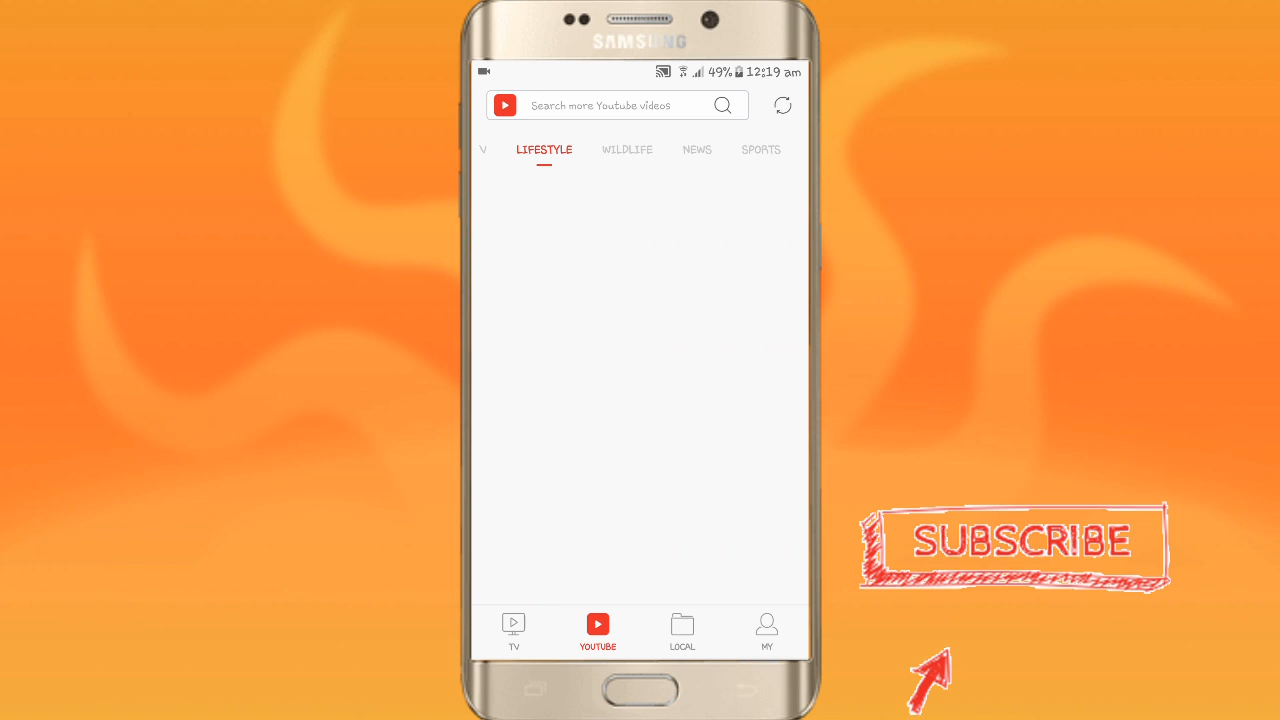 SAMSUNG
49% 12:19 am
Search more Youtube videos
V LIFESTYLE WILDLIFE NEWS SPORTS
SUBSCRIBE
TV YOUTUBE LOCAL MY